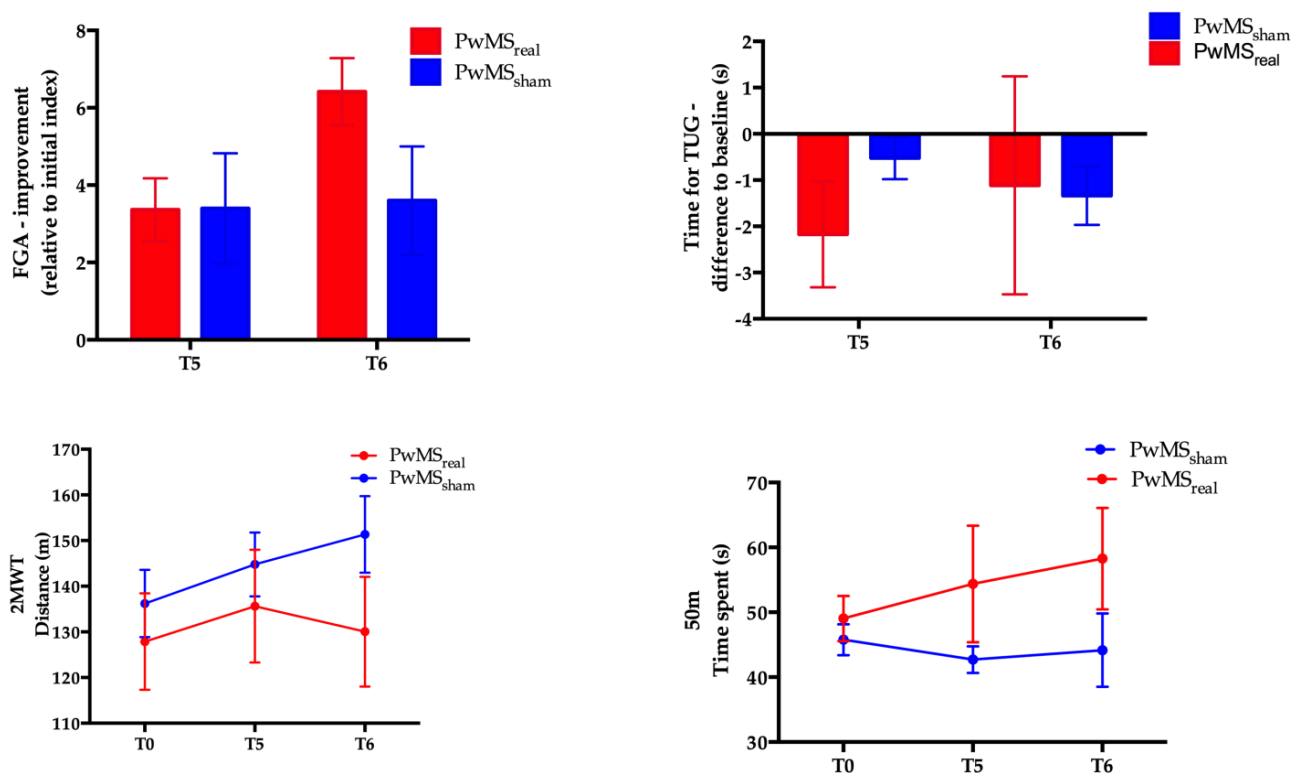 FGA - improvement
(relative to initial index)
8
6
4
2
0
T5
T6
PwMSreal
PwMSsham
Time for TUG -
difference to baseline (s)
2
1
0
-1
-2
-3
-4
T5
T6
PwMSsham
PwMSreal
2MWT
Distance (m)
170
160
150
140
130
120
110
T0
T5
T6
PwMSreal
PwMSsham
50m
Time spent (s)
70
60
50
40
30
T0
T5
T6
PwMSsham
PwMSreal